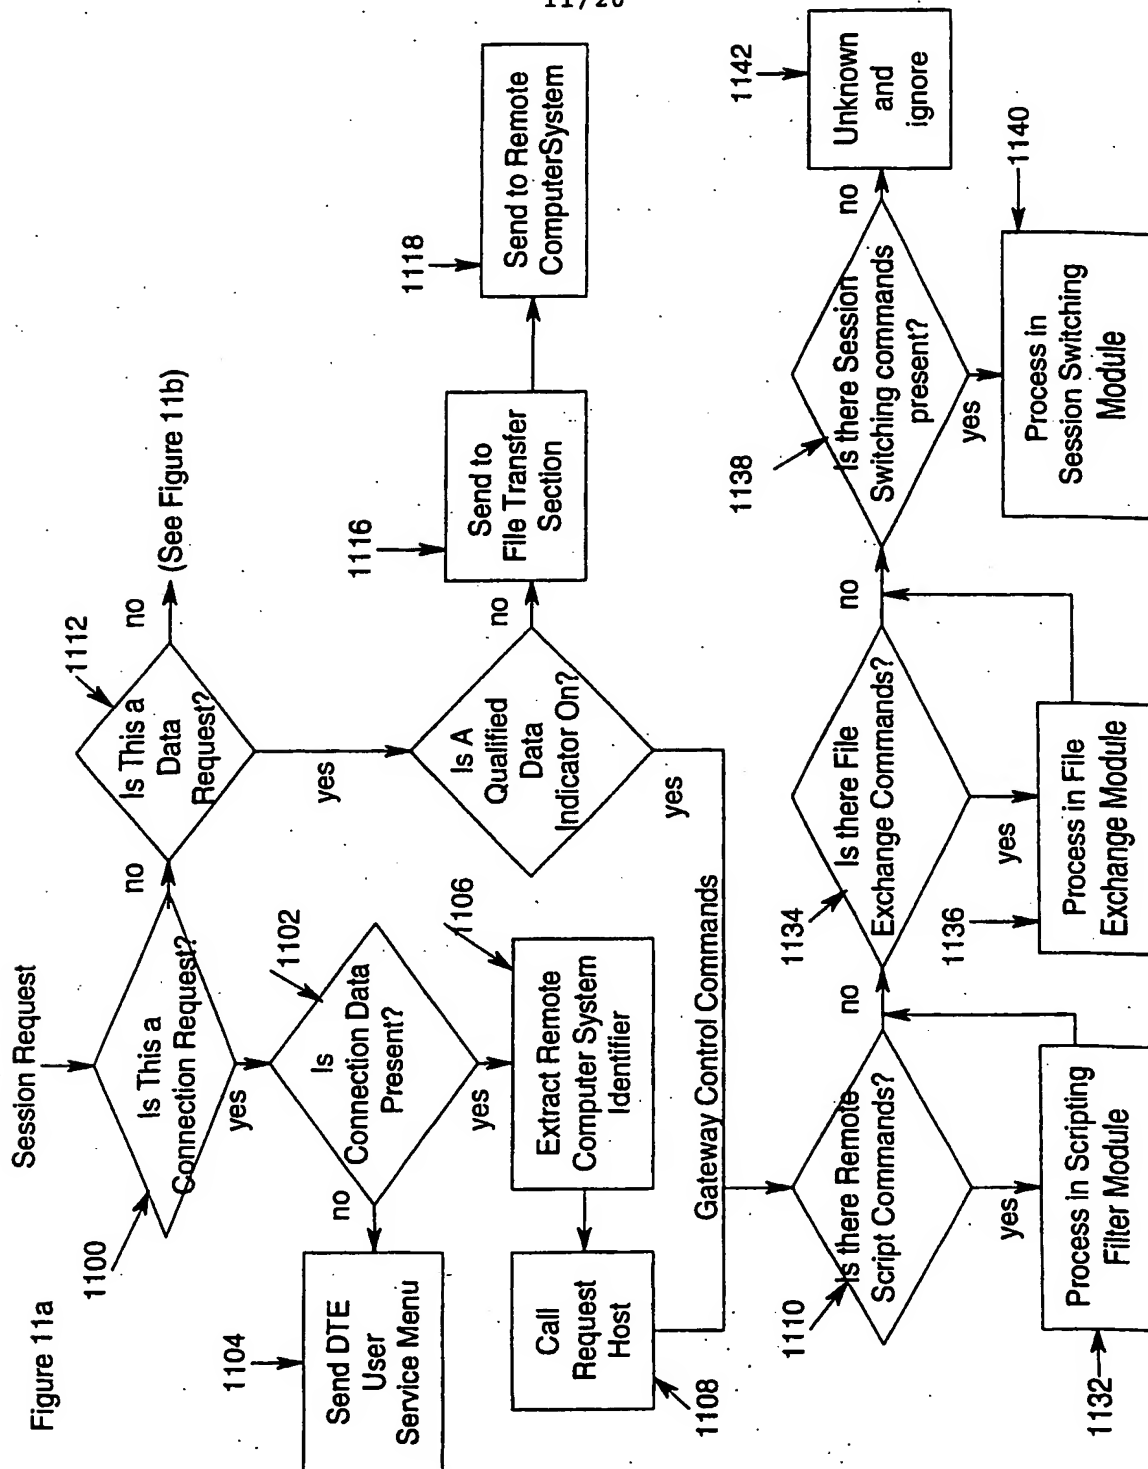 11/20
Figure 11a
Session Request
1100
Is This a
Connection Request?
no
yes
1112
Is This a
Data
Request?
no
(See Figure 11b)
yes
1102
Is
Connection Data
Present?
no
yes
1104
Send DTE
User
Service Menu
1106
Extract Remote
Computer System
Identifier
Call
Request
Host
1108
Is A
Qualified
Data
Indicator On?
no
yes
1116
Send to
File Transfer
Section
1118
Send to Remote
ComputerSystem
Gateway Control Commands
1110
Is there Remote
Script Commands?
no
yes
Process in Scripting
Filter Module
1132
1134
Is there File
Exchange Commands?
no
yes
1136
Process in File
Exchange Module
1138
Is there Session
Switching commands
present?
no
yes
1142
Unknown
and
ignore
1140
Process in
Session Switching
Module